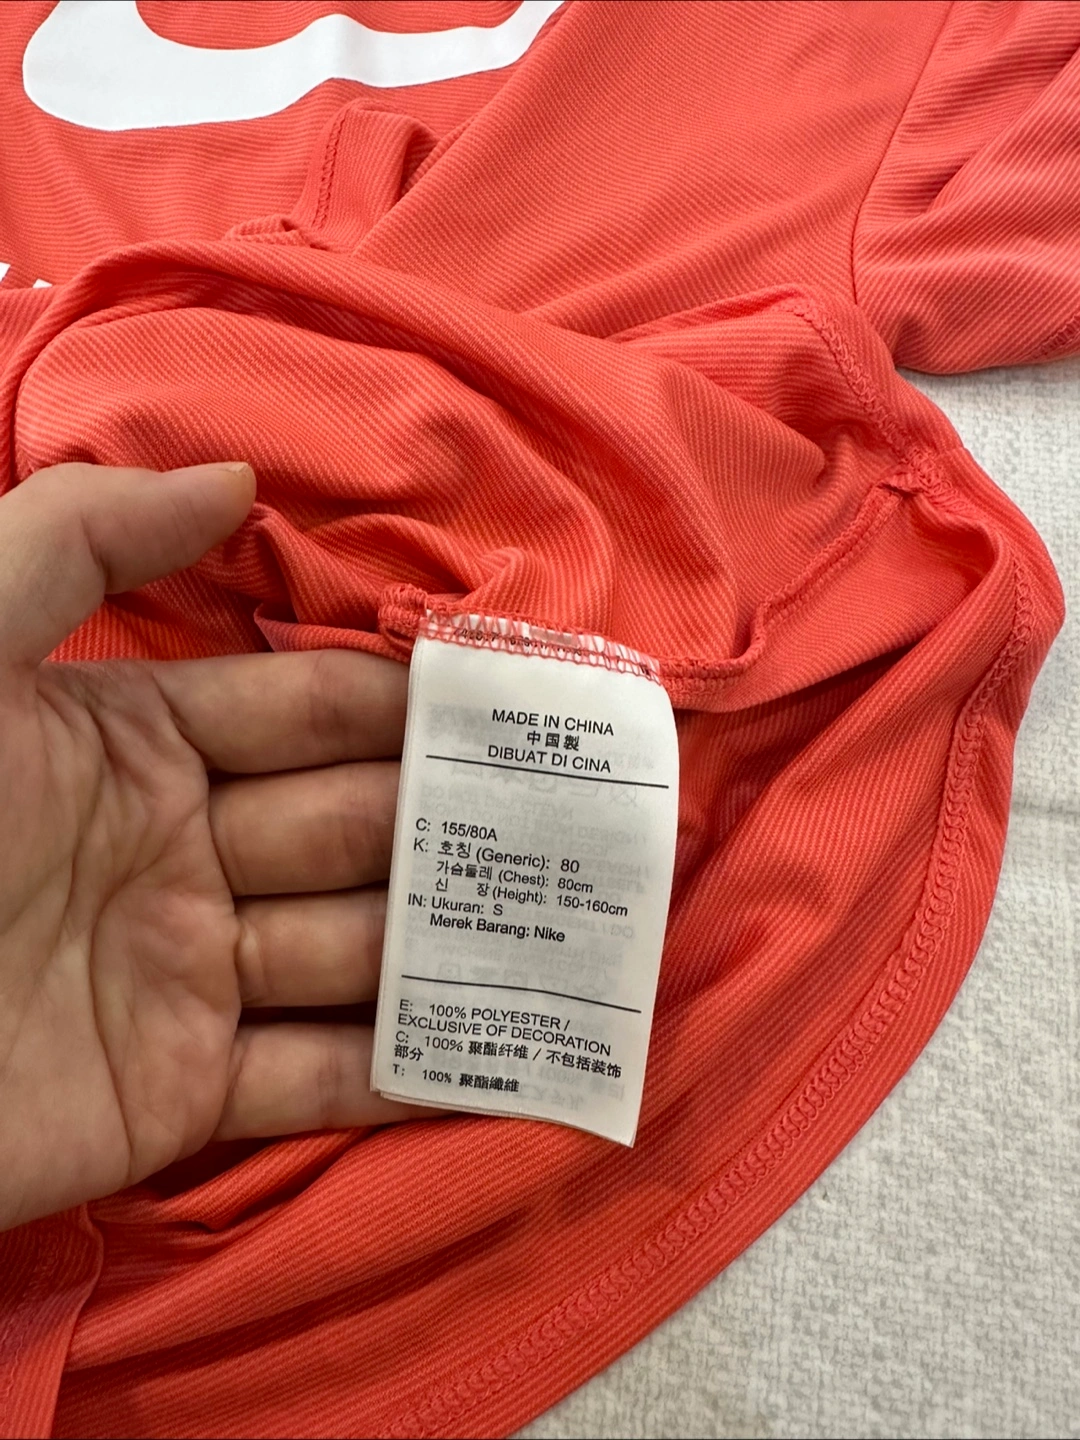 MADE IN CHINA
中国製
DIBUAT DI CINA
C: 155/80A
K: 호칭 (Generic): 80
가슴둘레 (Chest): 80cm
신 장 (Height): 150-160cm
IN: Ukuran: S
Merek Barang: Nike
E: 100% POLYESTER /
EXCLUSIVE OF DECORATION
C: 100% 聚酯纤维 / 不包括装饰
部分
T: 100% 聚酯纖維